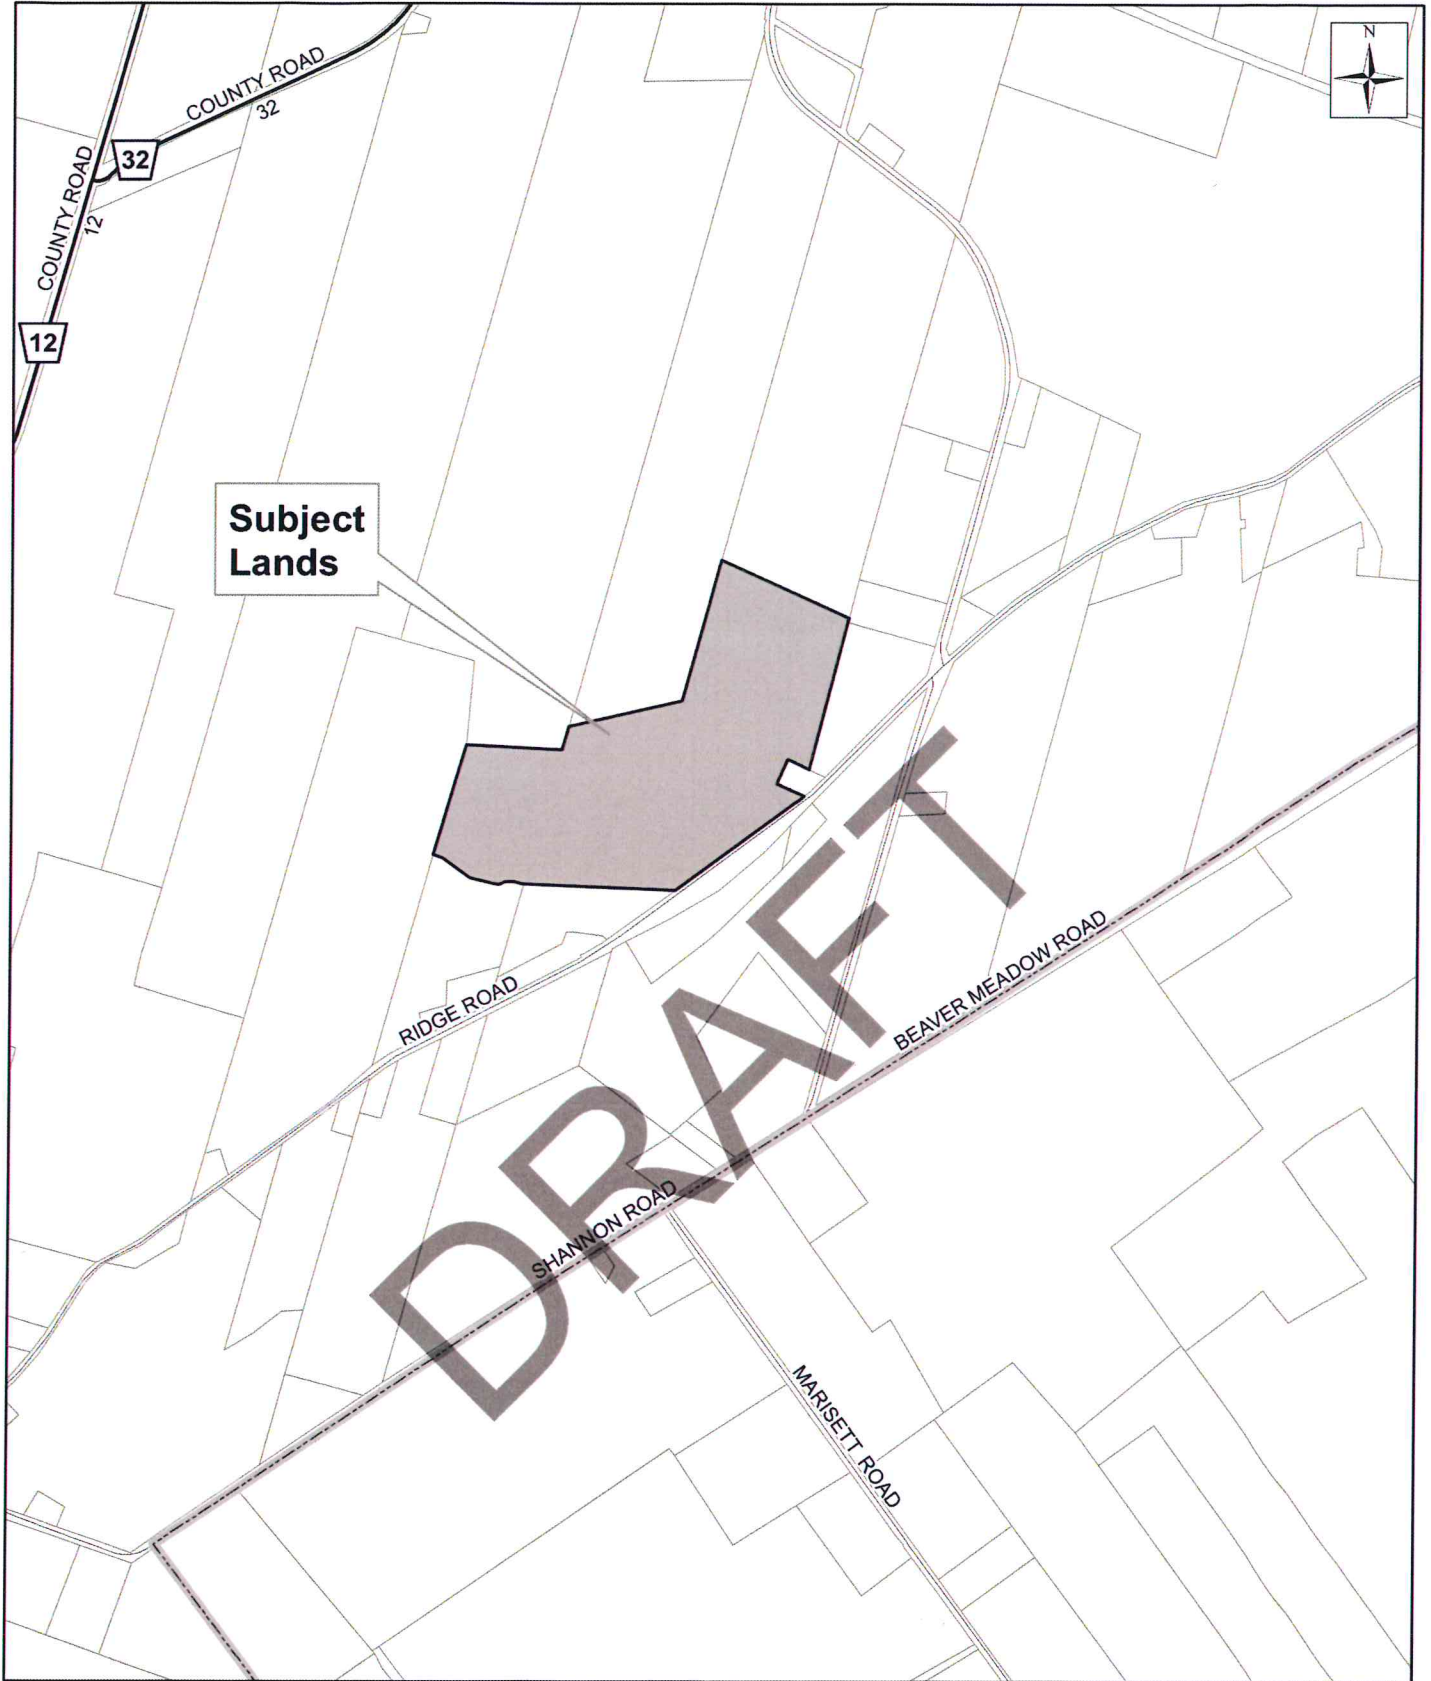 N
COUNTY ROAD
32
32
COUNTY ROAD
12
12
Subject
Lands
RIDGE ROAD
BEAVER MEADOW ROAD
SHANNON ROAD
MARISETT ROAD
DRAFT